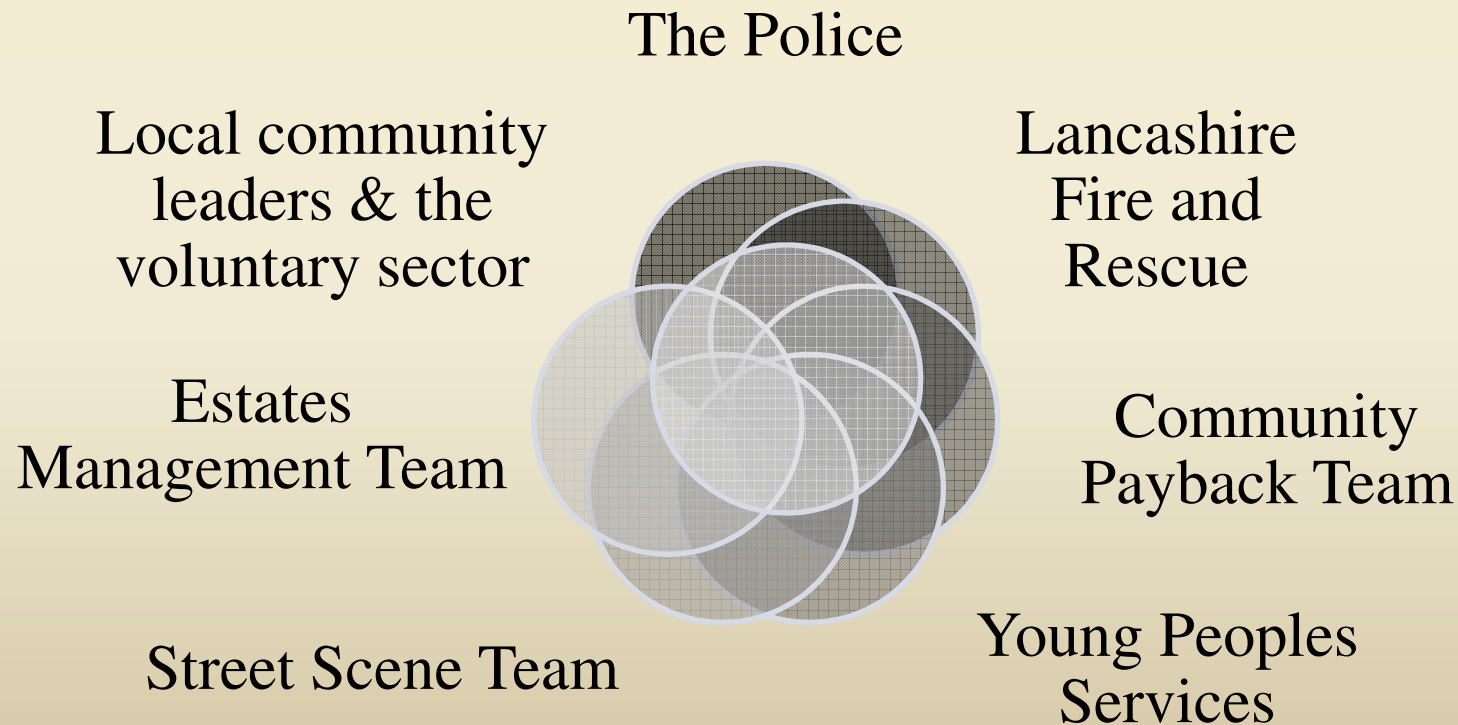 The Police
Local community
leaders & the
voluntary sector
Lancashire
Fire and
Rescue
Estates
Management Team
Community
Payback Team
Street Scene Team
Young Peoples
Services